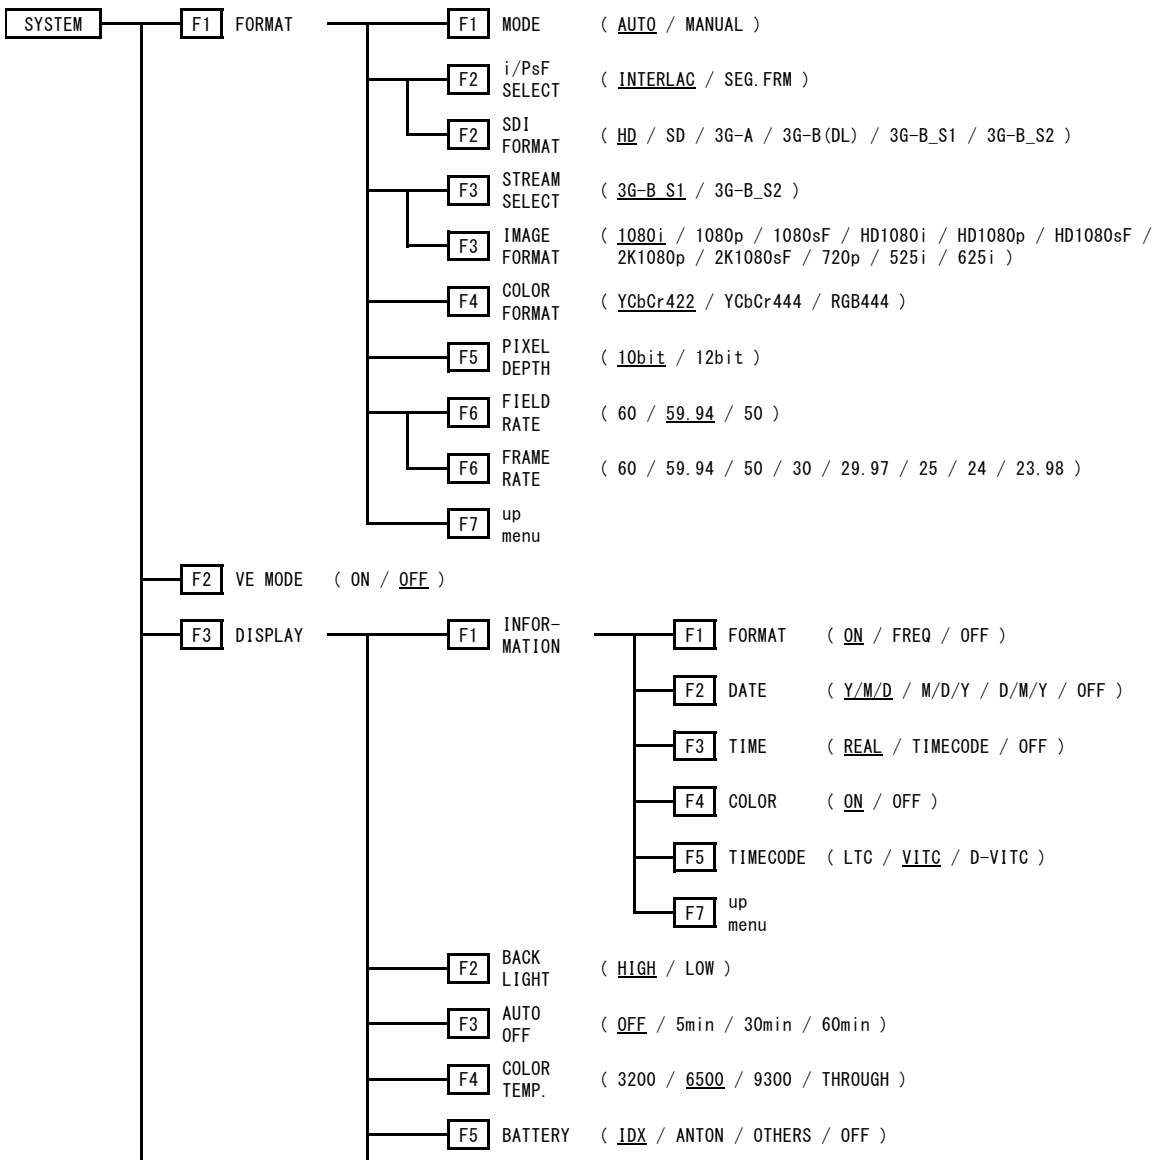 SYSTEM F1 FORMAT F1 MODE ( AUTO / MANUAL )
F2 i/PsF SELECT ( INTERLAC / SEG.FRM )
F2 SDI FORMAT ( HD / SD / 3G-A / 3G-B(DL) / 3G-B_S1 / 3G-B_S2 )
F3 STREAM SELECT ( 3G-B_S1 / 3G-B_S2 )
F3 IMAGE FORMAT ( 1080i / 1080p / 1080sF / HD1080i / HD1080p / HD1080sF /
2K1080p / 2K1080sF / 720p / 525i / 625i )
F4 COLOR FORMAT ( YCbCr422 / YCbCr444 / RGB444 )
F5 PIXEL DEPTH ( 10bit / 12bit )
F6 FIELD RATE ( 60 / 59.94 / 50 )
F6 FRAME RATE ( 60 / 59.94 / 50 / 30 / 29.97 / 25 / 24 / 23.98 )
F7 up menu
F2 VE MODE ( ON / OFF )
F3 DISPLAY F1 INFOR-
MATION F1 FORMAT ( ON / FREQ / OFF )
F2 DATE ( Y/M/D / M/D/Y / D/M/Y / OFF )
F3 TIME ( REAL / TIMECODE / OFF )
F4 COLOR ( ON / OFF )
F5 TIMECODE ( LTC / VITC / D-VITC )
F7 up menu
F2 BACK LIGHT ( HIGH / LOW )
F3 AUTO OFF ( OFF / 5min / 30min / 60min )
F4 COLOR TEMP. ( 3200 / 6500 / 9300 / THROUGH )
F5 BATTERY ( IDX / ANTON / OTHERS / OFF )